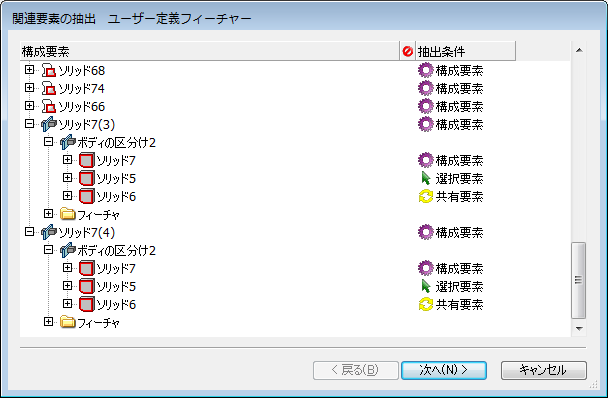 関連要素の抽出　ユーザー定義フィーチャー
構成要素 抽出条件
ソリッド68 構成要素
ソリッド74 構成要素
ソリッド66 構成要素
ソリッド7(3) 構成要素
ボディの区分け2
ソリッド7 構成要素
ソリッド5 選択要素
ソリッド6 共有要素
フィーチャ
ソリッド7(4) 構成要素
ボディの区分け2
ソリッド7 構成要素
ソリッド5 選択要素
ソリッド6 共有要素
フィーチャ
< 戻る(B) 次へ(N) > キャンセル